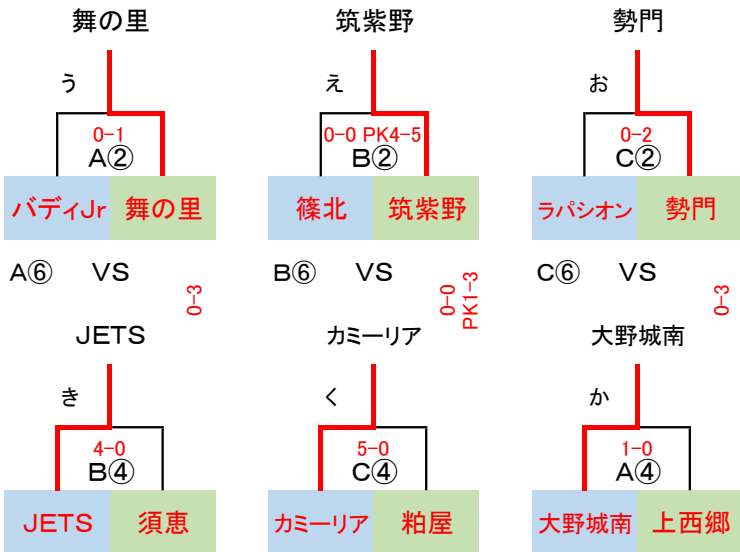 舞の里 筑紫野 勢門
う え お
0-1 0-0 PK4-5 0-2
A② B② C②
バディJr 舞の里 篠北 筑紫野 ラパシオン 勢門
A⑥ VS B⑥ VS C⑥ VS
0-3 0-0 0-3
PK1-3
JETS カミーリア 大野城南
き く か
4-0 5-0 1-0
B④ C④ A④
JETS 須恵 カミーリア 粕屋 大野城南 上西郷